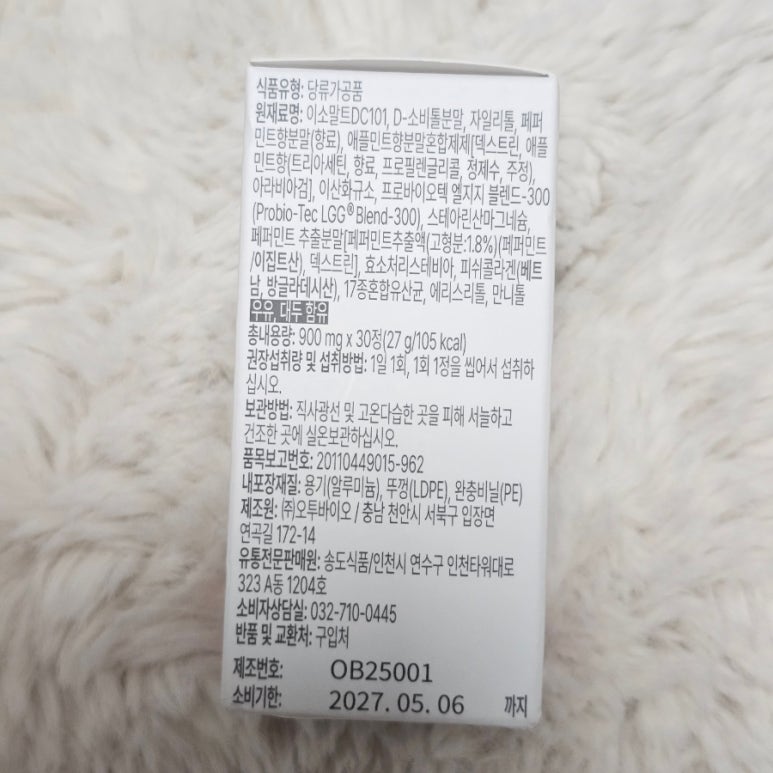 식품유형: 당류가공품
원재료명: 이소말트DC101, D-소비톨분말, 자일리톨, 페퍼
민트향분말(향료), 애플민트향분말혼합제제[덱스트린, 애플
민트향(트리아세틴, 향료, 프로필렌글리콜, 정제수, 주정),
아라비아검], 이산화규소, 프로바이오텍 엘지지 블렌드-300
(Probio-Tec LGG®Blend-300), 스테아린산마그네슘,
페퍼민트 추출분말[페퍼민트추출액(고형분:1.8%)(페퍼민트
/이집트산), 덱스트린], 효소처리스테비아, 피쉬콜라겐(베트
남, 방글라데시산), 17종혼합유산균, 에리스리톨, 만니톨
우유, 대두 함유
총내용량: 900 mg x 30정(27 g/105 kcal)
권장섭취량 및 섭취방법: 1일 1회, 1회 1정을 씹어서 섭취하
십시오.
보관방법: 직사광선 및 고온다습한 곳을 피해 서늘하고
건조한 곳에 실온보관하십시오.
품목보고번호: 20110449015-962
내포장재질: 용기(알루미늄), 뚜껑(LDPE), 완충비닐(PE)
제조원: ㈜오투바이오 / 충남 천안시 서북구 입장면
연곡길 172-14
유통전문판매원: 송도식품/인천시 연수구 인천타워대로
323 A동 1204호
소비자상담실: 032-710-0445
반품 및 교환처: 구입처
제조번호: OB25001
소비기한: 2027. 05. 06 까지